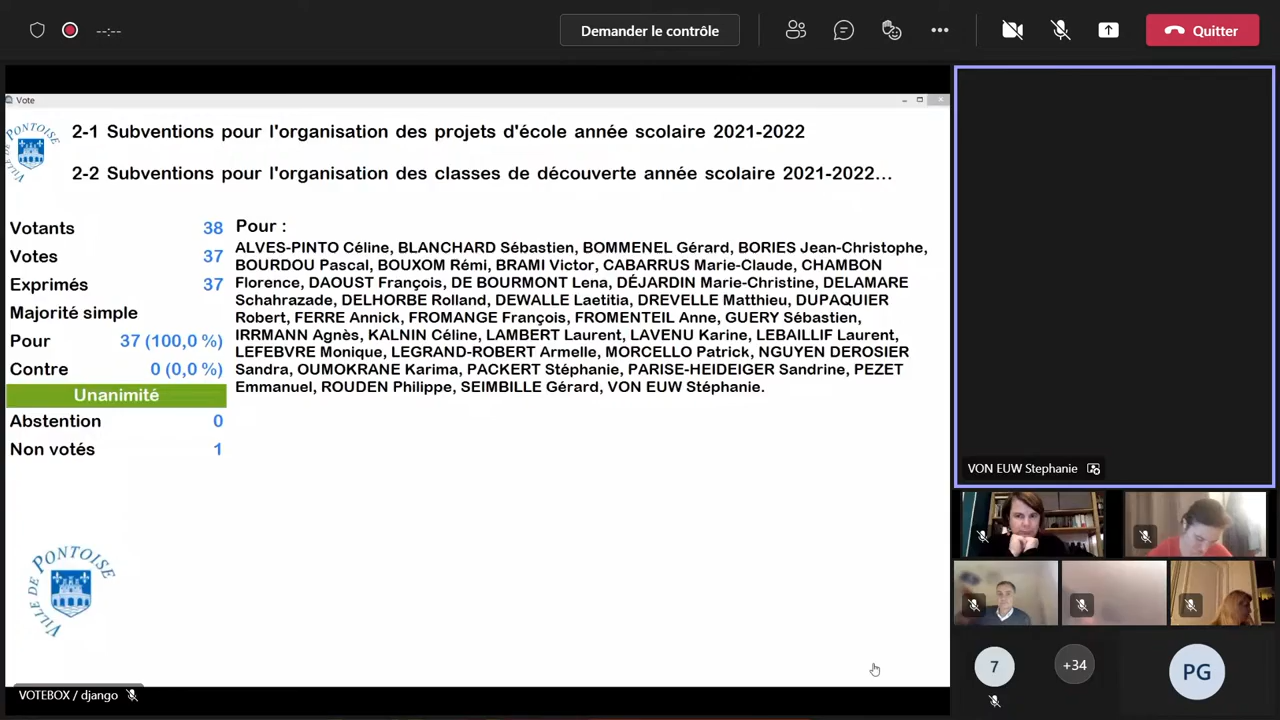 --:--
Demander le contrôle
Quitter
Vote
VILLE DE PONTOISE
2-1 Subventions pour l'organisation des projets d'école année scolaire 2021-2022
2-2 Subventions pour l'organisation des classes de découverte année scolaire 2021-2022...
Votants 38
Votes 37
Exprimés 37
Majorité simple
Pour 37 (100,0 %)
Contre 0 (0,0 %)
Unanimité
Abstention 0
Non votés 1
Pour :
ALVES-PINTO Céline, BLANCHARD Sébastien, BOMMENEL Gérard, BORIES Jean-Christophe,
BOURDOU Pascal, BOUXOM Rémi, BRAMI Victor, CABARRUS Marie-Claude, CHAMBON
Florence, DAOUST François, DE BOURMONT Lena, DÉJARDIN Marie-Christine, DELAMARE
Schahrazade, DELHORBE Rolland, DEWALLE Laetitia, DREVELLE Matthieu, DUPAQUIER
Robert, FERRE Annick, FROMANGE François, FROMENTEIL Anne, GUERY Sébastien,
IRRMANN Agnès, KALNIN Céline, LAMBERT Laurent, LAVENU Karine, LEBAILLIF Laurent,
LEFEBVRE Monique, LEGRAND-ROBERT Armelle, MORCELLO Patrick, NGUYEN DEROSIER
Sandra, OUMOKRANE Karima, PACKERT Stéphanie, PARISE-HEIDEIGER Sandrine, PEZET
Emmanuel, ROUDEN Philippe, SEIMBILLE Gérard, VON EUW Stéphanie.
VILLE DE PONTOISE
VOTEBOX / django
VON EUW Stephanie
7
+34
PG